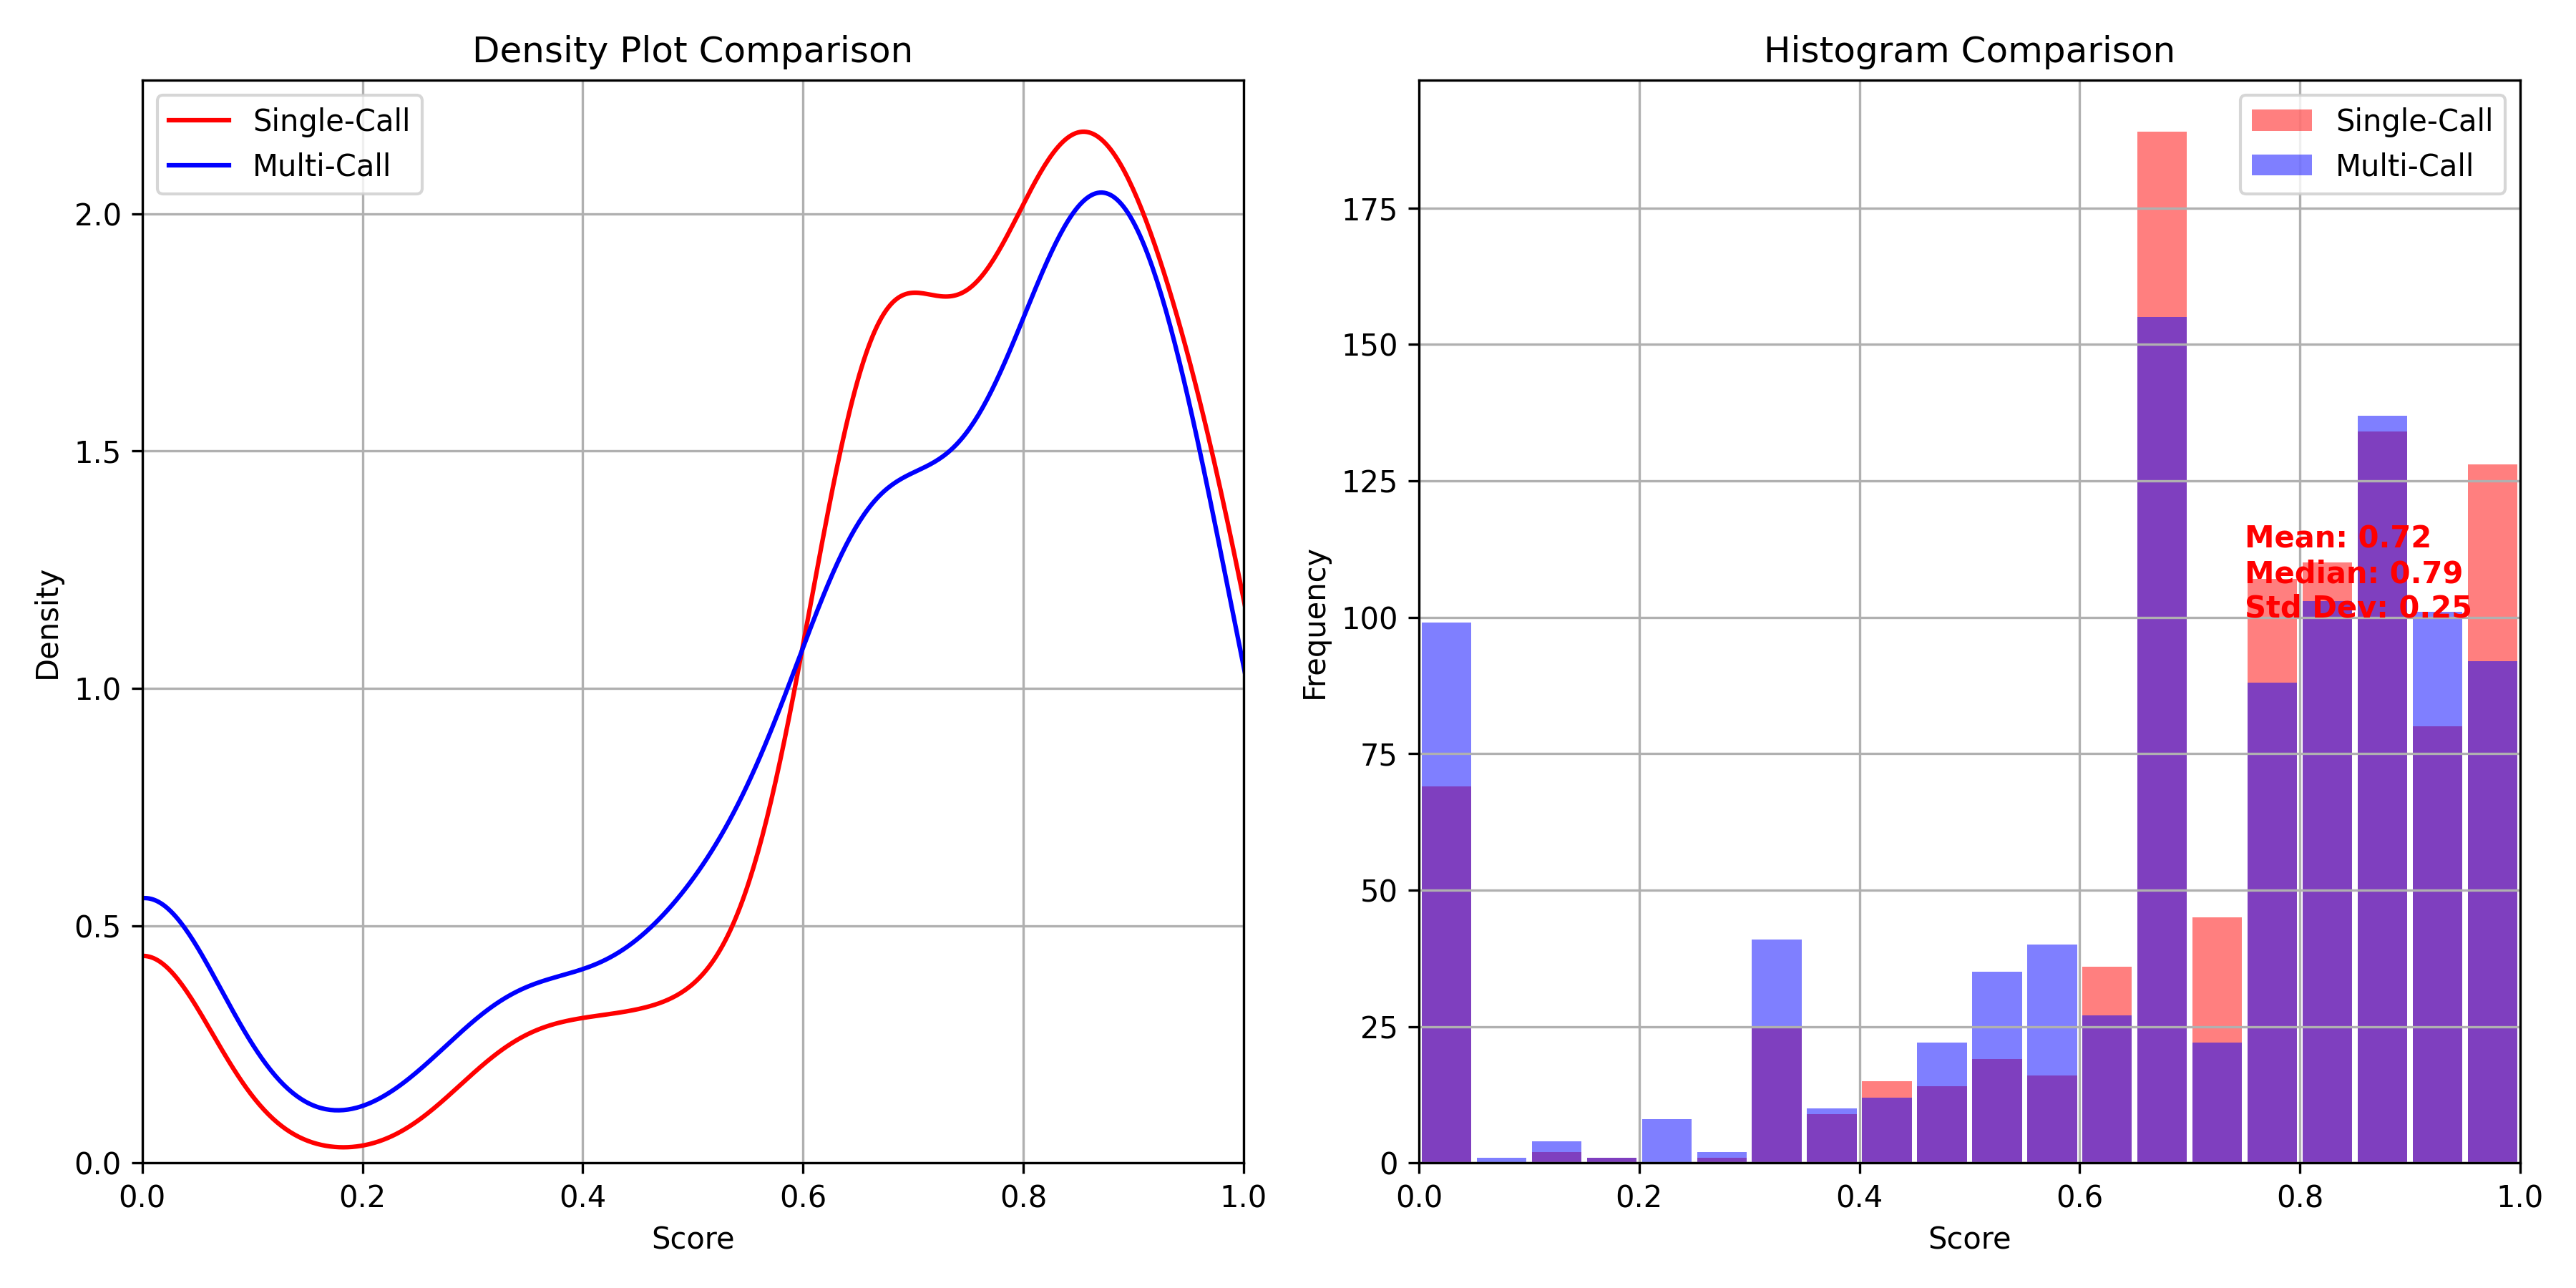 Density Plot Comparison
Single-Call
Multi-Call
2.0
1.5
1.0
0.5
0.0
Density
0.0 0.2 0.4 0.6 0.8 1.0
Score
Histogram Comparison
Single-Call
Multi-Call
175
150
125
100
75
50
25
0
Frequency
Mean: 0.72
Median: 0.79
Std Dev: 0.25
0.0 0.2 0.4 0.6 0.8 1.0
Score